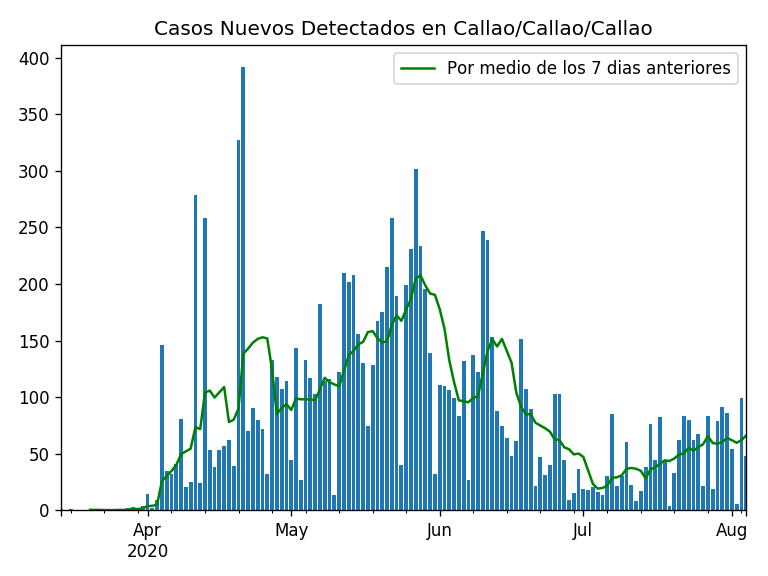 Casos Nuevos Detectados en Callao/Callao/Callao
Por medio de los 7 dias anteriores
400
350
300
250
200
150
100
50
0
Apr
2020
May
Jun
Jul
Aug